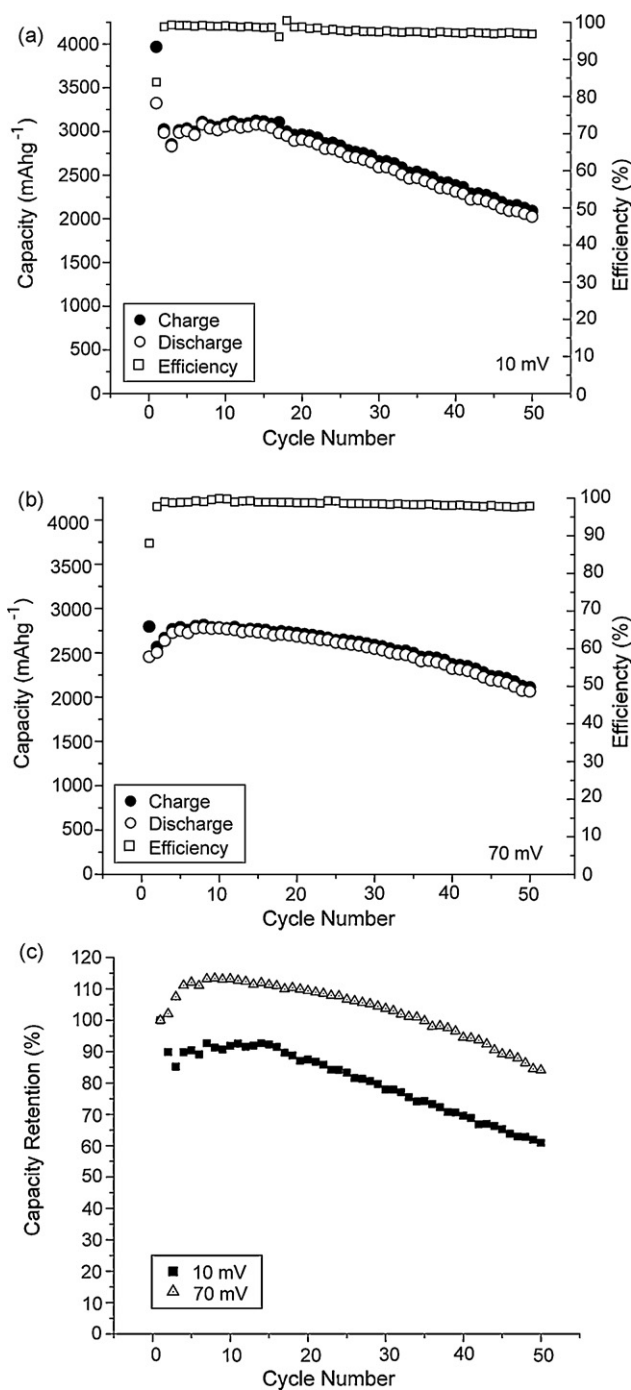 (a)
4000
3500
3000
2500
2000
1500
1000
500
0
Capacity (mAhg-1)
100
90
80
70
60
50
40
30
20
10
0
Efficiencty (%)
Charge
Discharge
Efficiency
10 mV
0 10 20 30 40 50
Cycle Number
(b)
4000
3500
3000
2500
2000
1500
1000
500
0
Capacity (mAhg-1)
100
90
80
70
60
50
40
30
20
10
0
Efficiencty (%)
Charge
Discharge
Efficiency
70 mV
0 10 20 30 40 50
Cycle Number
(c)
120
110
100
90
80
70
60
50
40
30
20
10
0
Capacity Retention (%)
10 mV
70 mV
0 10 20 30 40 50
Cycle Number